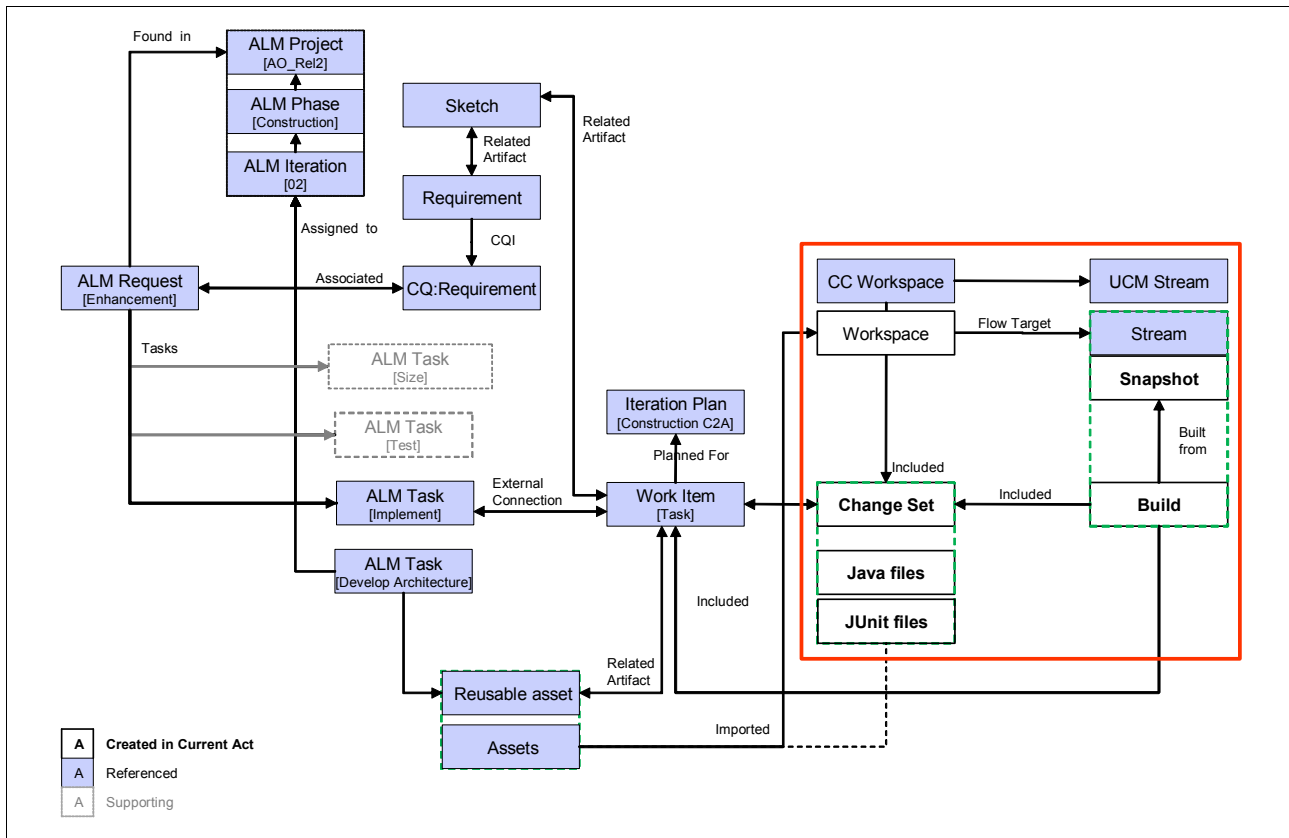 Found in
ALM Project
[AO_Rel2]
ALM Phase
[Construction]
ALM Iteration
[02]
Sketch
Related
Artifact
Related
Artifact
Requirement
CQI
Assigned to
ALM Request
[Enhancement]
Associated
CQ:Requirement
CC Workspace
UCM Stream
Workspace
Flow Target
Stream
Snapshot
Tasks
ALM Task
[Size]
ALM Task
[Test]
Iteration Plan
[Construction C2A]
Planned For
Built
from
Included
ALM Task
[Implement]
External
Connection
Work Item
[Task]
Change Set
Included
Build
ALM Task
[Develop Architecture]
Java files
Included
JUnit files
Reusable asset
Related
Artifact
Assets
Imported
A
Created in Current Act
A
Referenced
A
Supporting